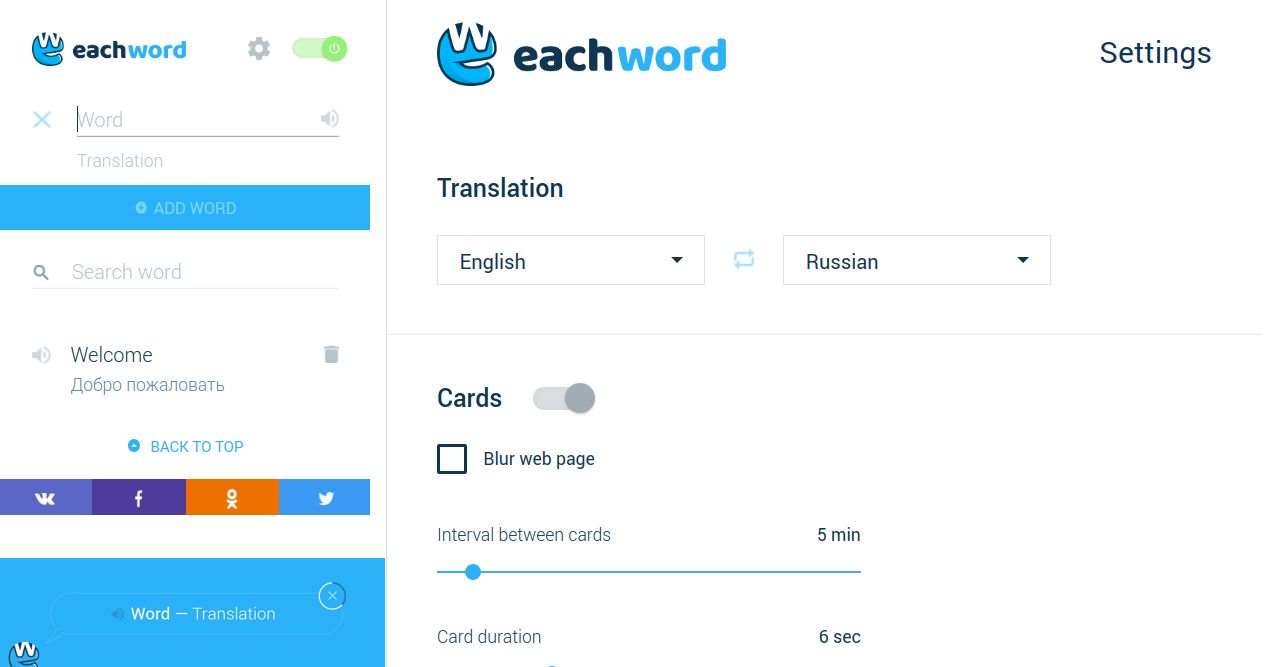 eachword
Word
Translation
ADD WORD
Search word
Welcome
Добро пожаловать
BACK TO TOP
Word — Translation
eachword
Settings
Translation
English
Russian
Cards
Blur web page
Interval between cards
5 min
Card duration
6 sec